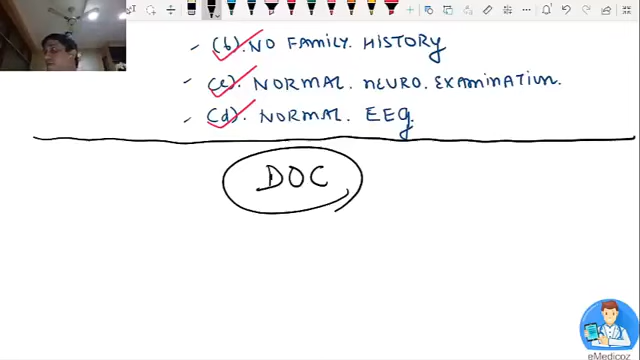 (b). NO FAMILY. HISTORY
(c). NORMAL. NEURO. EXAMINATION.
(d). NORMAL. EEG.
DOC
eMedicoz